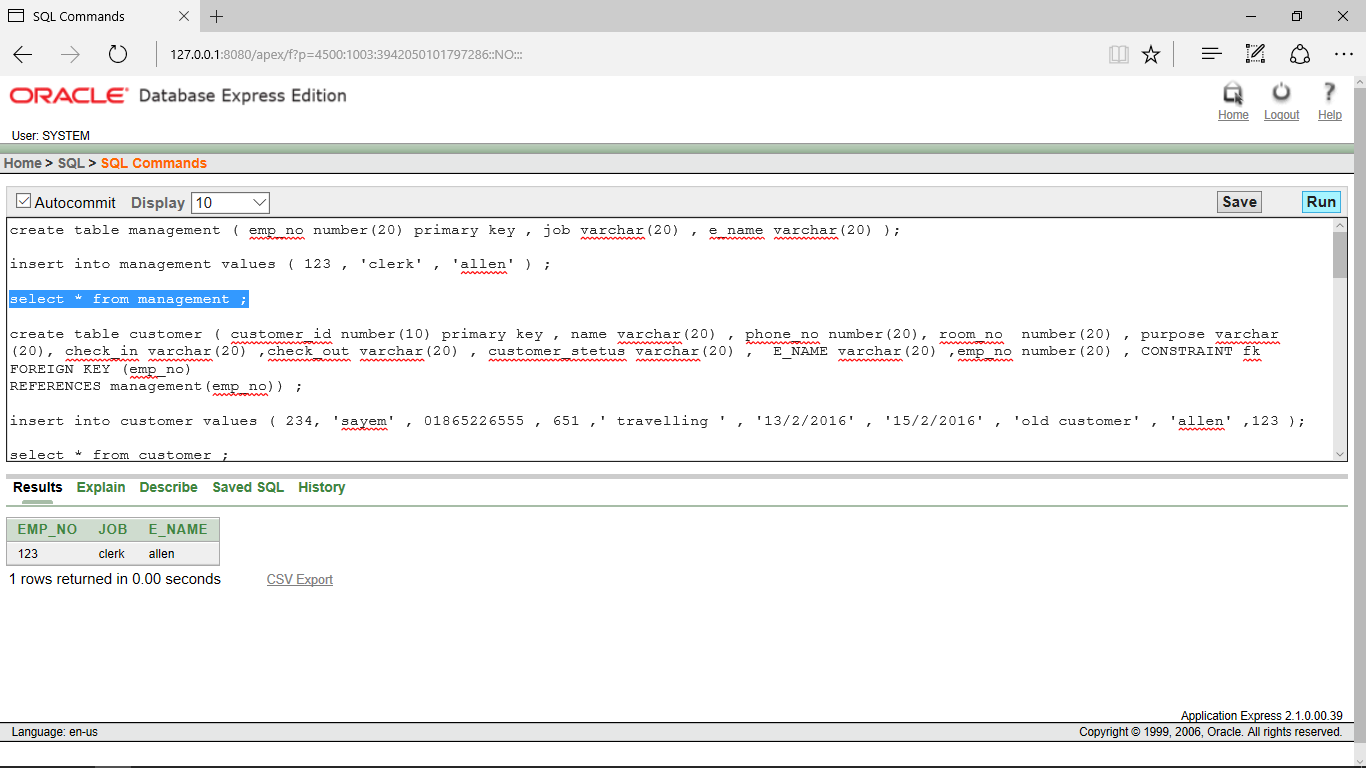 SQL Commands
127.0.0.1:8080/apex/f?p=4500:1003:3942050101797286::NO:::
ORACLE® Database Express Edition
Home Logout Help
User: SYSTEM
Home > SQL > SQL Commands
Autocommit Display 10 Save Run
create table management ( emp_no number(20) primary key , job varchar(20) , e_name varchar(20) );
insert into management values ( 123 , 'clerk' , 'allen' ) ;
select * from management ;
create table customer ( customer_id number(10) primary key , name varchar(20) , phone_no number(20), room_no  number(20) , purpose varchar
(20), check_in varchar(20) ,check_out varchar(20) , customer_stetus varchar(20) ,  E_NAME varchar(20) ,emp_no number(20) , CONSTRAINT fk
FOREIGN KEY (emp_no)
REFERENCES management(emp_no)) ;
insert into customer values ( 234, 'sayem' , 01865226555 , 651 ,' travelling ' , '13/2/2016' , '15/2/2016' , 'old customer' , 'allen' ,123 );
select * from customer ;
Results Explain Describe Saved SQL History
EMP_NO JOB E_NAME
123 clerk allen
1 rows returned in 0.00 seconds CSV Export
Application Express 2.1.0.00.39
Language: en-us Copyright © 1999, 2006, Oracle. All rights reserved.